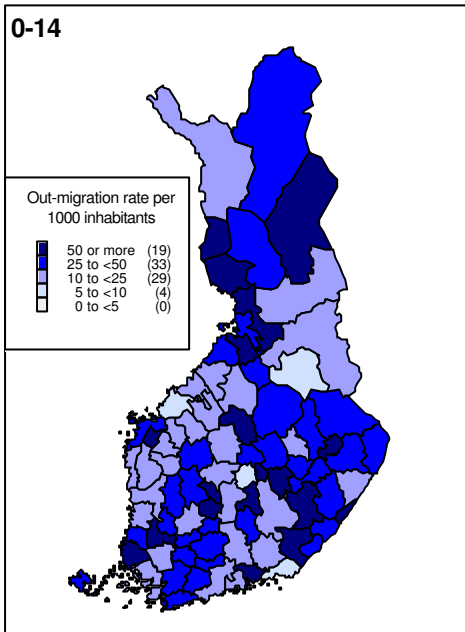 0-14
Out-migration rate per
1000 inhabitants
50 or more (19)
25 to <50 (33)
10 to <25 (29)
5 to <10 (4)
0 to <5 (0)